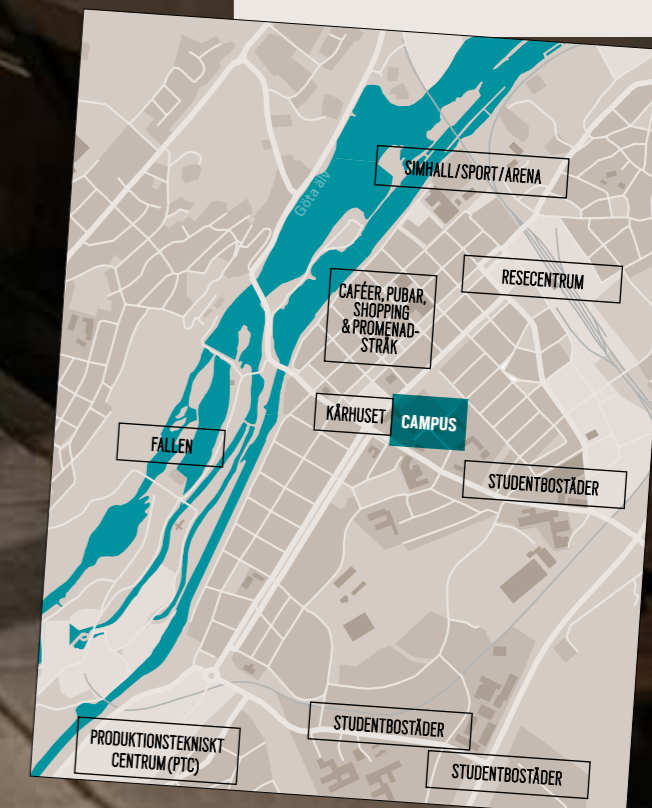 Göta älv
SIMHALL/SPORT/ARENA
RESECENTRUM
CAFÉER, PUBAR,
SHOPPING
& PROMENAD-
STRÅK
KÅRHUSET
CAMPUS
FALLEN
STUDENTBOSTÄDER
STUDENTBOSTÄDER
PRODUKTIONSTEKNISKT
CENTRUM (PTC)
STUDENTBOSTÄDER